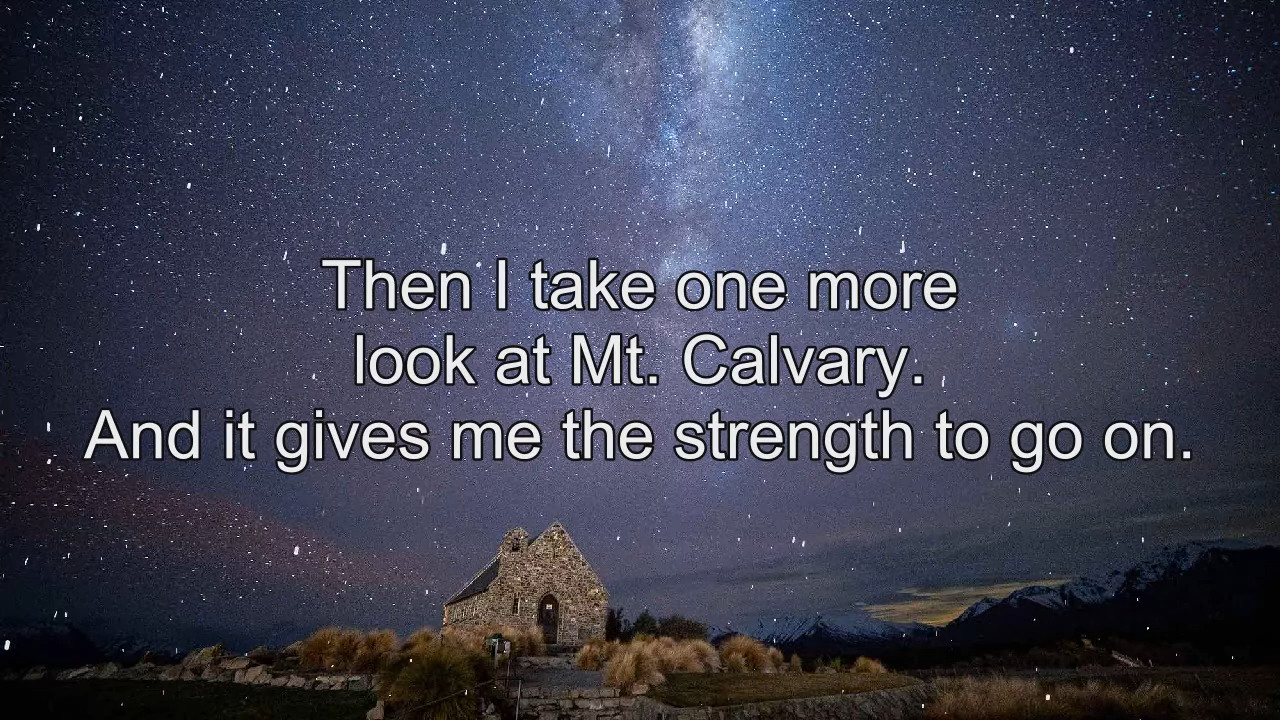 Then I take one more
look at Mt. Calvary.
And it gives me the strength to go on.